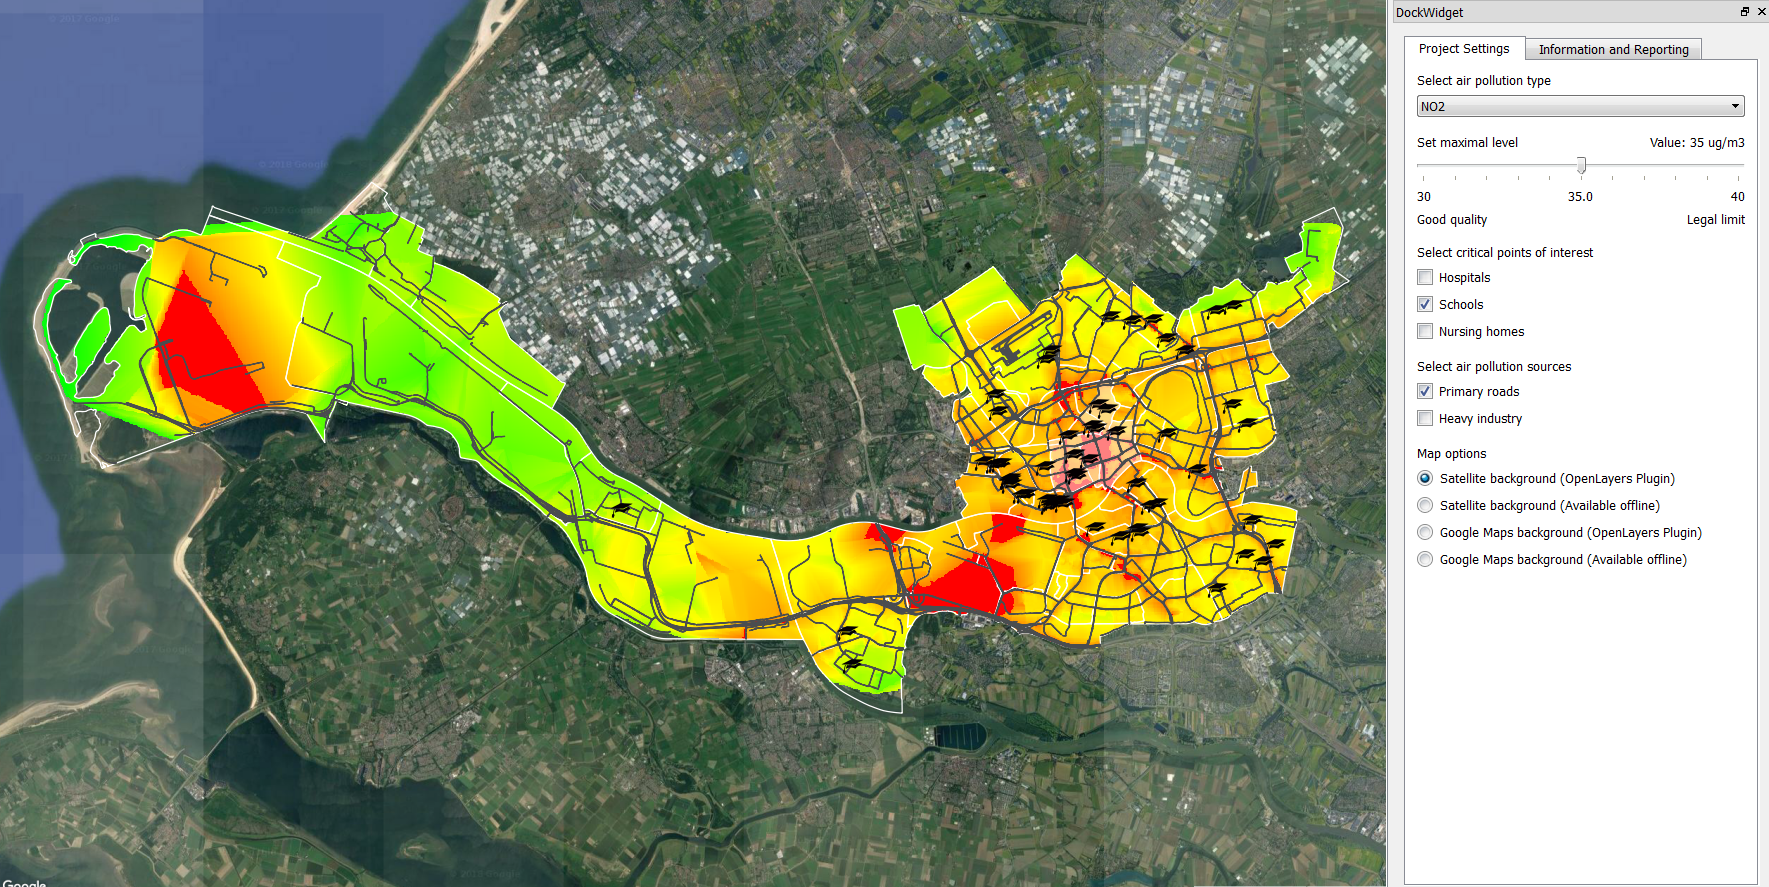 DockWidget
Project Settings
Information and Reporting
Select air pollution type
NO2
Set maximal level Value: 35 ug/m3
30 35.0 40
Good quality Legal limit
Select critical points of interest
Hospitals
Schools
Nursing homes
Select air pollution sources
Primary roads
Heavy industry
Map options
Satellite background (OpenLayers Plugin)
Satellite background (Available offline)
Google Maps background (OpenLayers Plugin)
Google Maps background (Available offline)
Google